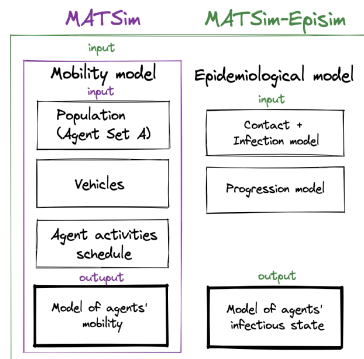 MATSim
MATSim-Episim
input
Mobility model
input
Population
(Agent Set A)
Vehicles
Agent activities
schedule
outuput
Model of agents'
mobility
Epidemiological model
input
Contact +
Infection model
Progression model
output
Model of agents'
infectious state